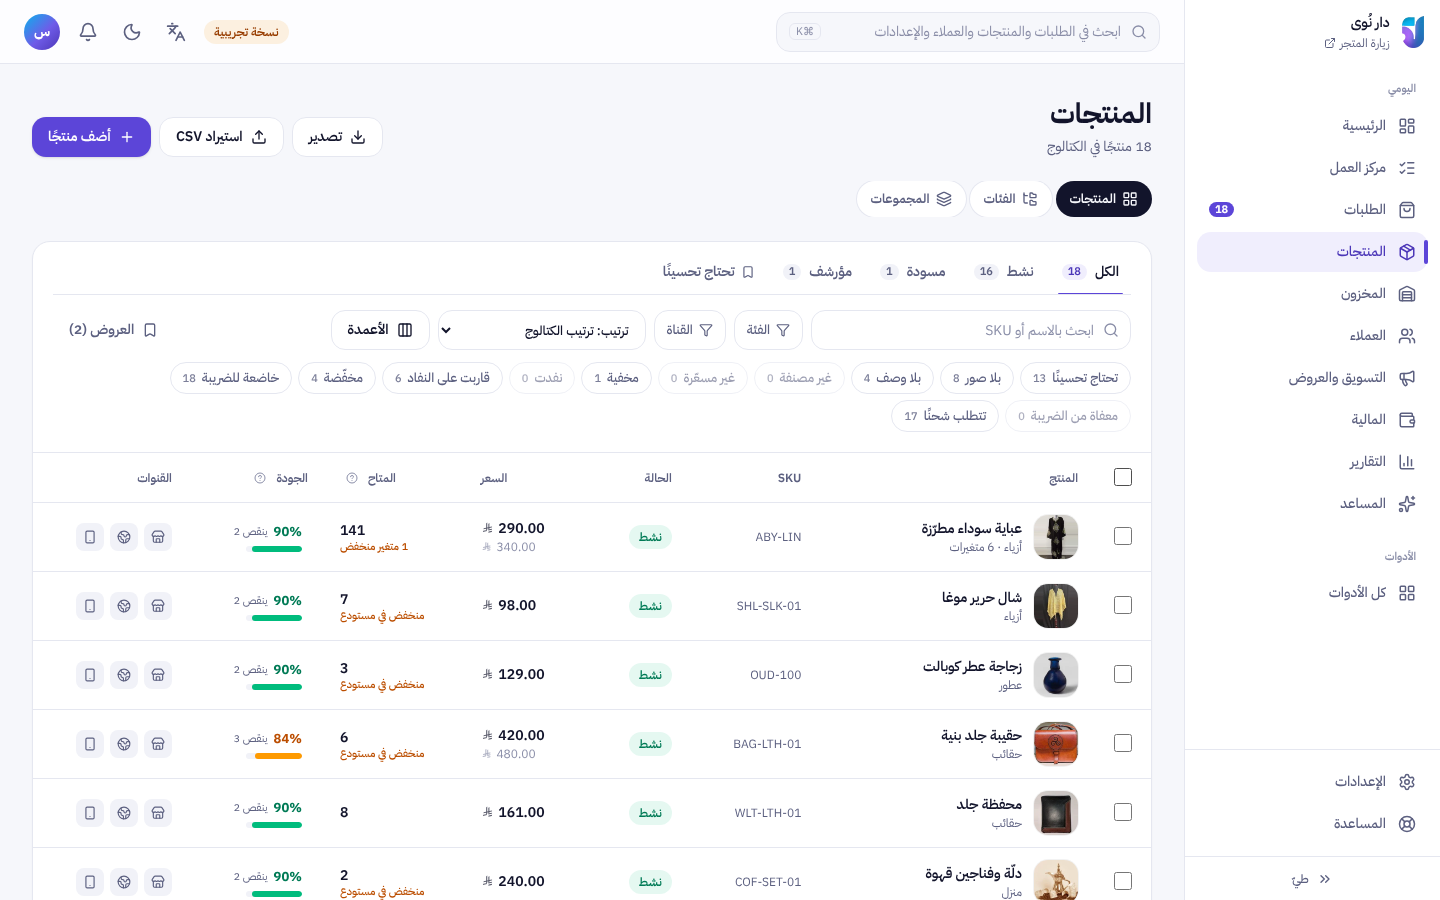 دار نُوى
زيارة المتجر
اليومي
الرئيسية
مركز العمل
الطلبات 18
المنتجات
المخزون
العملاء
التسويق والعروض
المالية
التقارير
المساعد
الأدوات
كل الأدوات
الإعدادات
المساعدة
طيّ
ابحث في الطلبات والمنتجات والعملاء والإعدادات ⌘K
نسخة تجريبية
س
المنتجات
18 منتجًا في الكتالوج
تصدير
استيراد CSV
أضف منتجًا
المنتجات
الفئات
المجموعات
الكل 18
نشط 16
مسودة 1
مؤرشف 1
تحتاج تحسينًا
ابحث بالاسم أو SKU
الفئة
القناة
ترتيب: ترتيب الكتالوج
الأعمدة
العروض (2)
تحتاج تحسينًا 13
بلا صور 8
بلا وصف 4
غير مصنفة 0
غير مسعّرة 0
مخفية 1
نفدت 0
قاربت على النفاد 6
مخفّضة 4
خاضعة للضريبة 18
معفاة من الضريبة 0
تتطلب شحنًا 17
المنتج SKU الحالة السعر المتاح الجودة القنوات
عباية سوداء مطرّزة ABY-LIN نشط 290.00 141 90% ينقص 2
أزياء · 6 متغيرات 340.00 1 متغير منخفض
شال حرير موغا SHL-SLK-01 نشط 98.00 7 90% ينقص 2
أزياء منخفض في مستودع
زجاجة عطر كوبالت OUD-100 نشط 129.00 3 90% ينقص 2
عطور منخفض في مستودع
حقيبة جلد بنية BAG-LTH-01 نشط 420.00 6 84% ينقص 3
حقائب 480.00 منخفض في مستودع
محفظة جلد WLT-LTH-01 نشط 161.00 8 90% ينقص 2
حقائب
دلّة وفناجين قهوة COF-SET-01 نشط 240.00 2 90% ينقص 2
منزل منخفض في مستودع